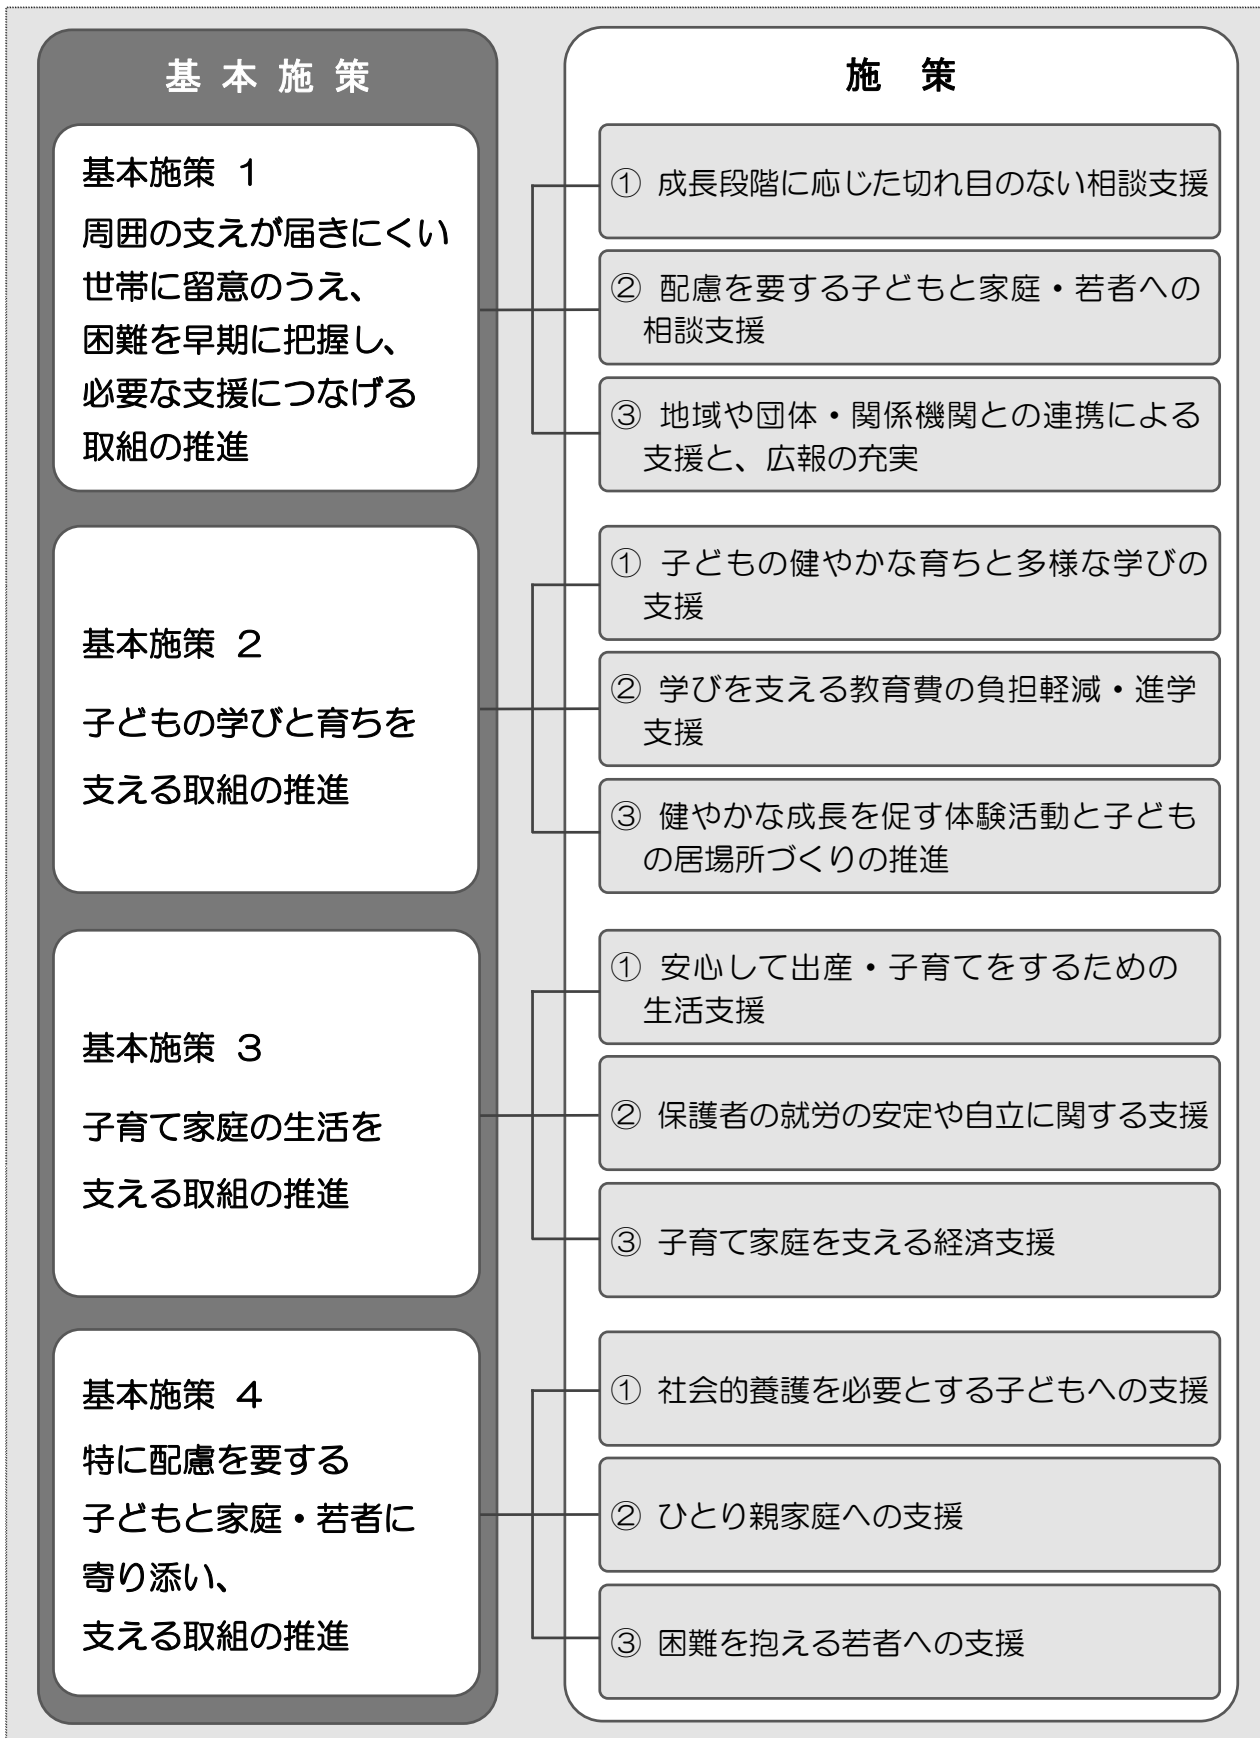 基本施策
施策
基本施策 1
周囲の支えが届きにくい
世帯に留意のうえ、
困難を早期に把握し、
必要な支援につなげる
取組の推進
① 成長段階に応じた切れ目のない相談支援
② 配慮を要する子どもと家庭・若者への
相談支援
③ 地域や団体・関係機関との連携による
支援と、広報の充実
基本施策 2
子どもの学びと育ちを
支える取組の推進
① 子どもの健やかな育ちと多様な学びの
支援
② 学びを支える教育費の負担軽減・進学
支援
③ 健やかな成長を促す体験活動と子ども
の居場所づくりの推進
基本施策 3
子育て家庭の生活を
支える取組の推進
① 安心して出産・子育てをするための
生活支援
② 保護者の就労の安定や自立に関する支援
③ 子育て家庭を支える経済支援
基本施策 4
特に配慮を要する
子どもと家庭・若者に
寄り添い、
支える取組の推進
① 社会的養護を必要とする子どもへの支援
② ひとり親家庭への支援
③ 困難を抱える若者への支援